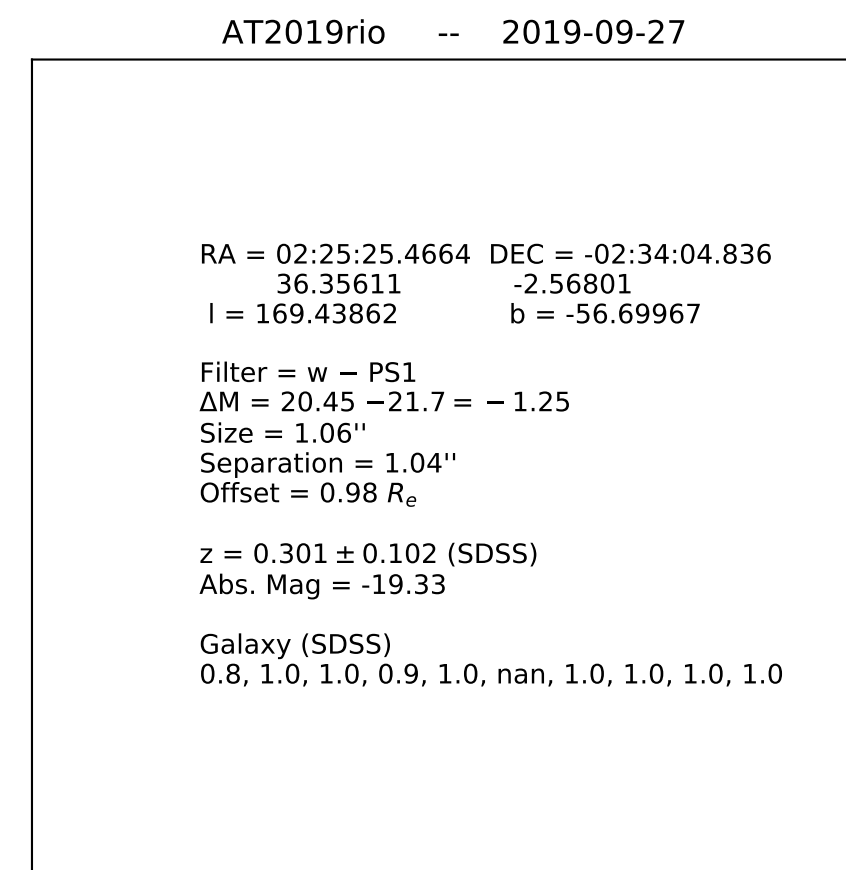 AT2019rio -- 2019-09-27
RA = 02:25:25.4664 DEC = -02:34:04.836
36.35611 -2.56801
l = 169.43862 b = -56.69967
Filter = w − PS1
ΔM = 20.45 −21.7 = − 1.25
Size = 1.06''
Separation = 1.04''
Offset = 0.98 Rₑ
z = 0.301 ± 0.102 (SDSS)
Abs. Mag = -19.33
Galaxy (SDSS)
0.8, 1.0, 1.0, 0.9, 1.0, nan, 1.0, 1.0, 1.0, 1.0